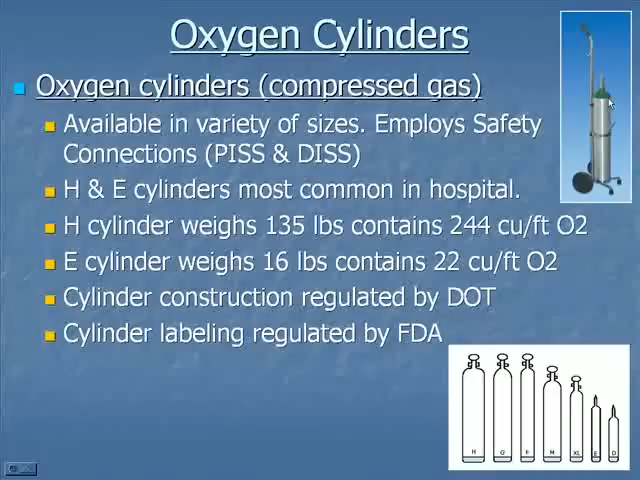 Oxygen Cylinders
Oxygen cylinders (compressed gas)
Available in variety of sizes. Employs Safety
Connections (PISS & DISS)
H & E cylinders most common in hospital.
H cylinder weighs 135 lbs contains 244 cu/ft O2
E cylinder weighs 16 lbs contains 22 cu/ft O2
Cylinder construction regulated by DOT
Cylinder labeling regulated by FDA
H G F M XL E D